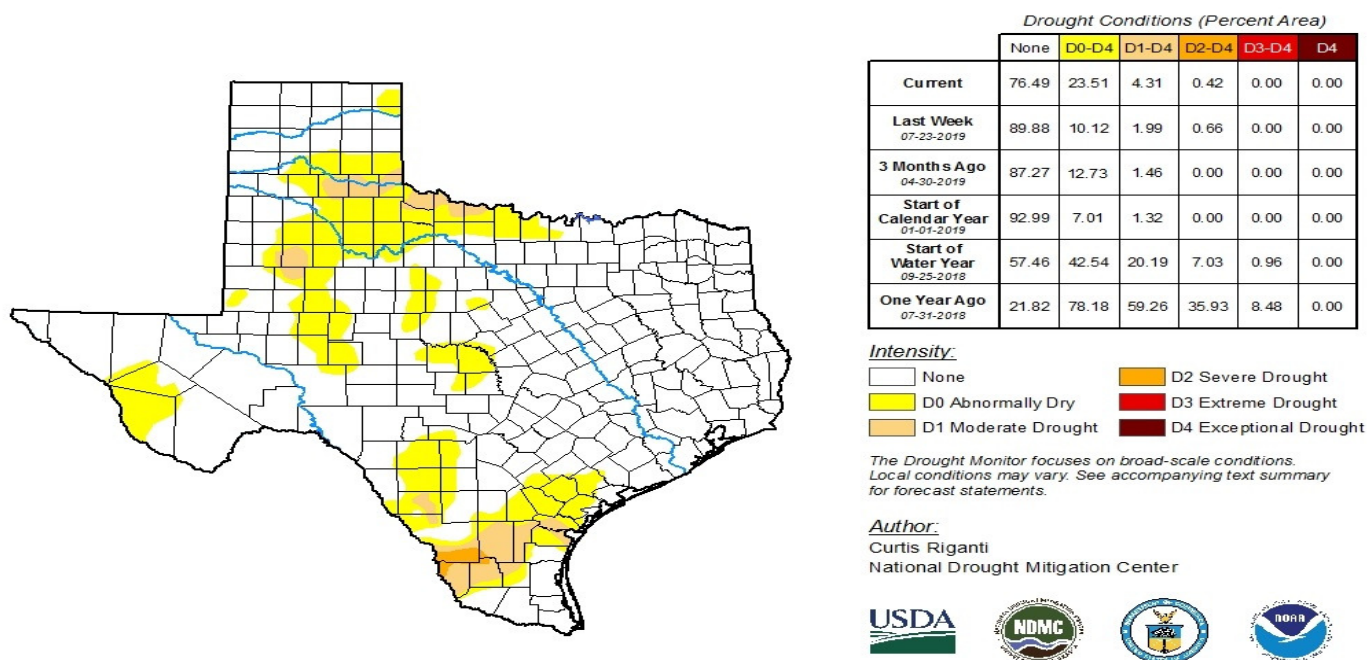 Drought Conditions (Percent Area)
None D0-D4 D1-D4 D2-D4 D3-D4 D4
Current 76.49 23.51 4.31 0.42 0.00 0.00
Last Week
07-23-2019 89.88 10.12 1.99 0.66 0.00 0.00
3 Months Ago
04-30-2019 87.27 12.73 1.46 0.00 0.00 0.00
Start of
Calendar Year
01-01-2019 92.99 7.01 1.32 0.00 0.00 0.00
Start of
Water Year
09-25-2018 57.46 42.54 20.19 7.03 0.96 0.00
One Year Ago
07-31-2018 21.82 78.18 59.26 35.93 8.48 0.00
Intensity:
None
D0 Abnormally Dry
D1 Moderate Drought
D2 Severe Drought
D3 Extreme Drought
D4 Exceptional Drought
The Drought Monitor focuses on broad-scale conditions.
Local conditions may vary. See accompanying text summary
for forecast statements.
Author:
Curtis Riganti
National Drought Mitigation Center
USDA
NDMC
NOAA